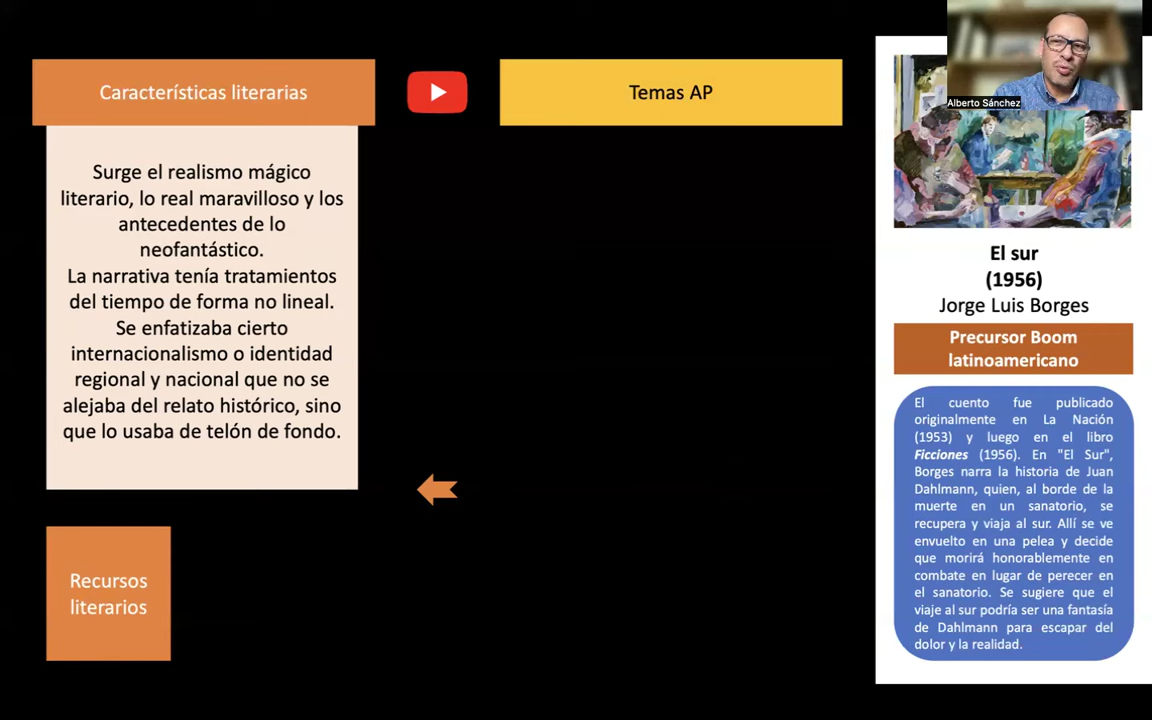 Características literarias
Temas AP
Surge el realismo mágico
literario, lo real maravilloso y los
antecedentes de lo
neofantástico.
La narrativa tenía tratamientos
del tiempo de forma no lineal.
Se enfatizaba cierto
internacionalismo o identidad
regional y nacional que no se
alejaba del relato histórico, sino
que lo usaba de telón de fondo.
Recursos
literarios
Alberto Sánchez
El sur
(1956)
Jorge Luis Borges
Precursor Boom
latinoamericano
El cuento fue publicado
originalmente en La Nación
(1953) y luego en el libro
Ficciones (1956). En "El Sur",
Borges narra la historia de Juan
Dahlmann, quien, al borde de la
muerte en un sanatorio, se
recupera y viaja al sur. Allí se ve
envuelto en una pelea y decide
que morirá honorablemente en
combate en lugar de perecer en
el sanatorio. Se sugiere que el
viaje al sur podría ser una fantasía
de Dahlmann para escapar del
dolor y la realidad.